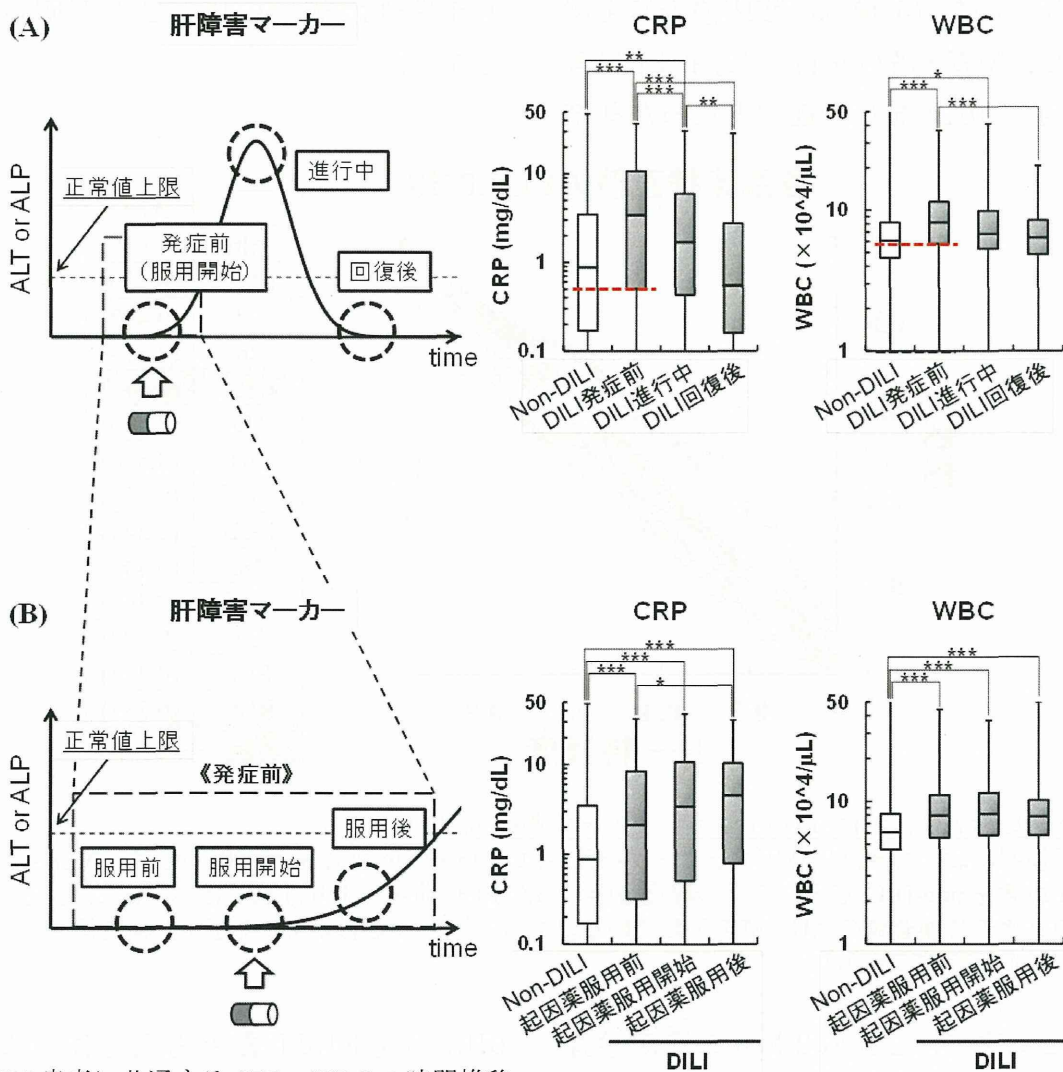 (A)
肝障害マーカー
CRP
WBC
ALT or ALP
正常値上限
進行中
発症前
(服用開始)
回復後
time
CRP (mg/dL)
50
10
1
0.1
**
***
***
***
**
Non-DILI
DILI発症前
DILI進行中
DILI回復後
WBC (×10^4/μL)
50
10
1
*
***
***
Non-DILI
DILI発症前
DILI進行中
DILI回復後
(B)
肝障害マーカー
CRP
WBC
ALT or ALP
正常値上限
《発症前》
服用前
服用開始
服用後
time
CRP (mg/dL)
50
10
1
0.1
***
***
***
*
Non-DILI
起因薬服用前
起因薬服用開始
起因薬服用後
DILI
WBC (×10^4/μL)
50
10
1
***
***
***
Non-DILI
起因薬服用前
起因薬服用開始
起因薬服用後
DILI